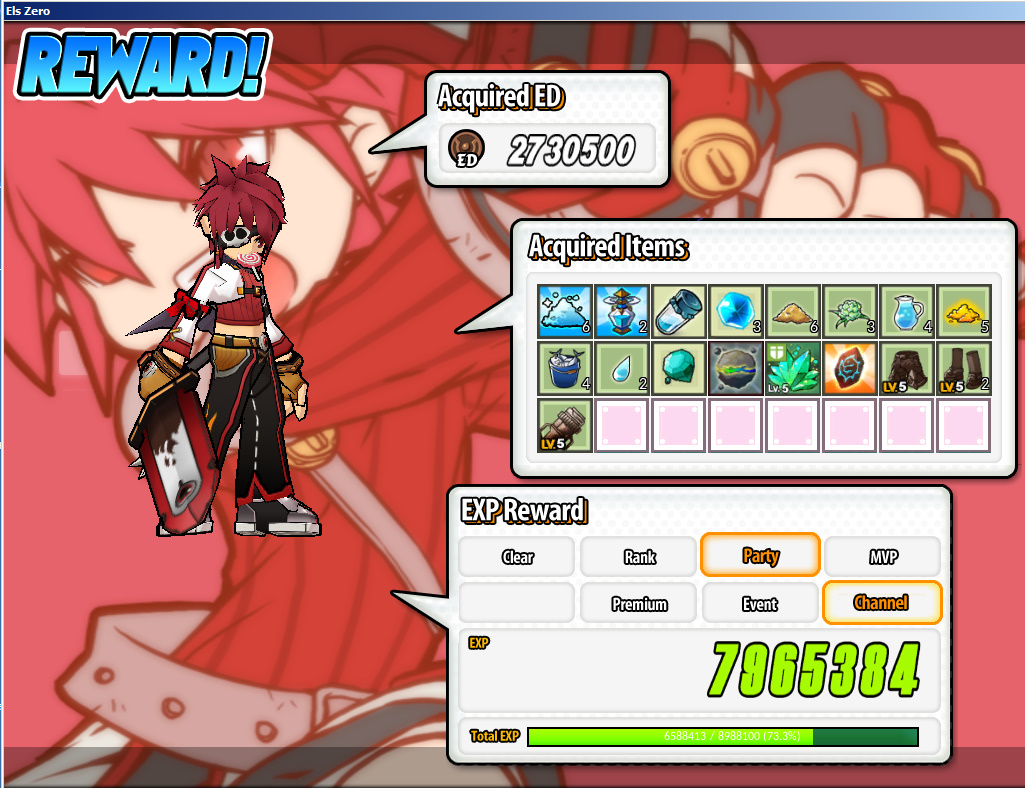 Els Zero
REWARD!
Acquired ED
ED 2730500
Acquired Items
6 2 3 6 3 4 5
4 2 Lv.5 LV.5 LV.5 2
LV.5
EXP Reward
Clear Rank Party MVP
Premium Event Channel
EXP
7965384
Total EXP 6588413 / 8988100 (73.3%)